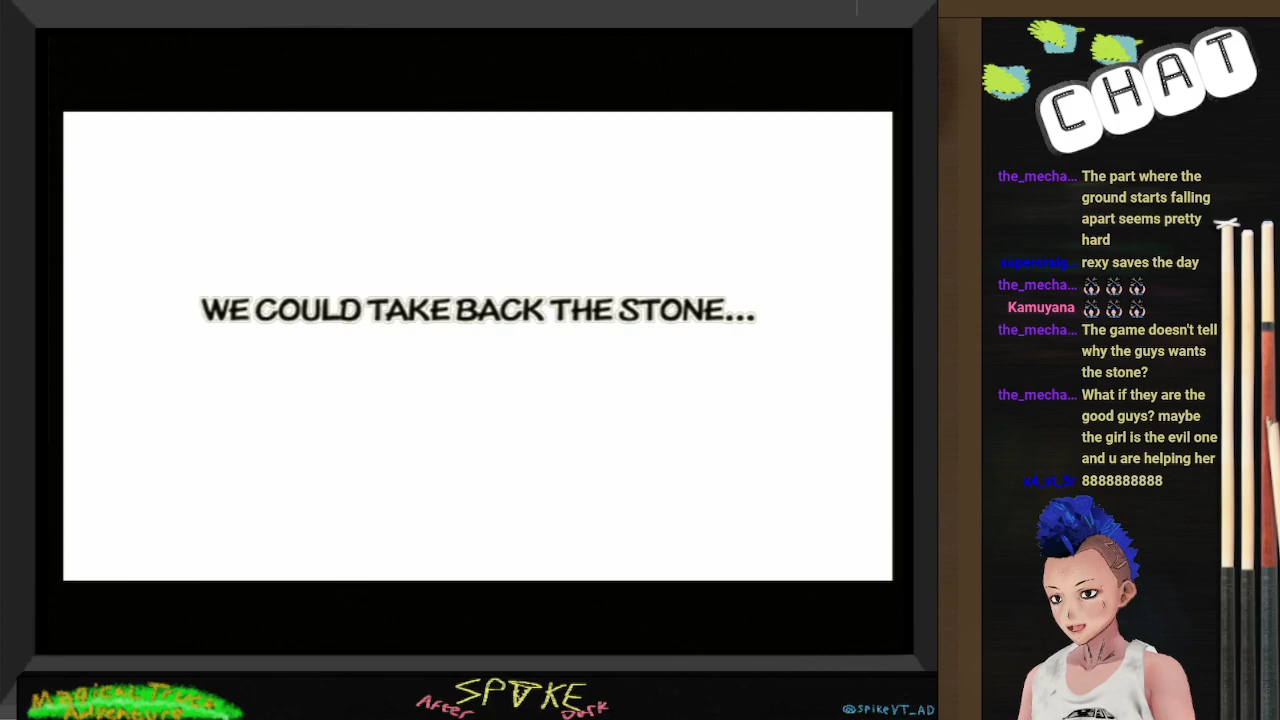 WE COULD TAKE BACK THE STONE...
CHAT
the_mecha... The part where the
ground starts falling
apart seems pretty
hard
rexy saves the day
the_mecha...
Kamuyana
the_mecha... The game doesn't tell
why the guys wants
the stone?
the_mecha... What if they are the
good guys? maybe
the girl is the evil one
and u are helping her
8888888888
Magical Truck
Adventure
SPIKE
After Dark
@SPIKEVT_AD